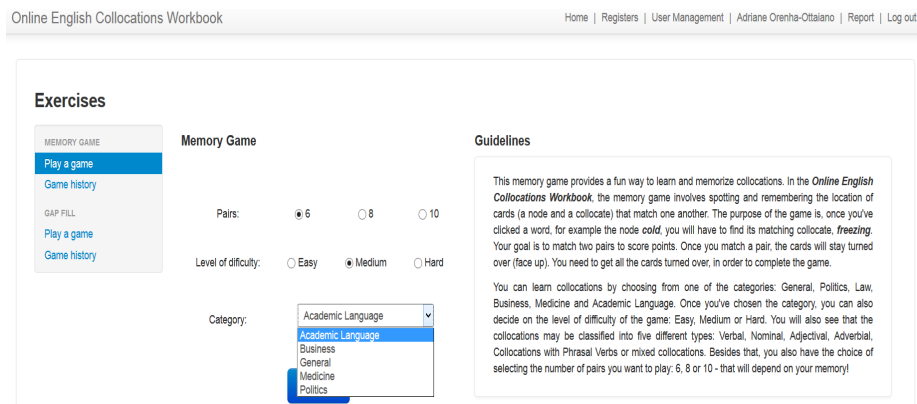 Online English Collocations Workbook
Home | Registers | User Management | Adriane Orenha-Ottaiano | Report | Log out
Exercises
MEMORY GAME
Play a game
Game history
GAP FILL
Play a game
Game history
Memory Game
Pairs: 6 8 10
Level of dificulty: Easy Medium Hard
Category: Academic Language
Academic Language
Business
General
Medicine
Politics
Guidelines
This memory game provides a fun way to learn and memorize collocations. In the Online English
Collocations Workbook, the memory game involves spotting and remembering the location of
cards (a node and a collocate) that match one another. The purpose of the game is, once you've
clicked a word, for example the node cold, you will have to find its matching collocate, freezing.
Your goal is to match two pairs to score points. Once you match a pair, the cards will stay turned
over (face up). You need to get all the cards turned over, in order to complete the game.
You can learn collocations by choosing from one of the categories: General, Politics, Law,
Business, Medicine and Academic Language. Once you've chosen the category, you can also
decide on the level of difficulty of the game: Easy, Medium or Hard. You will also see that the
collocations may be classified into five different types: Verbal, Nominal, Adjectival, Adverbial,
Collocations with Phrasal Verbs or mixed collocations. Besides that, you also have the choice of
selecting the number of pairs you want to play: 6, 8 or 10 - that will depend on your memory!